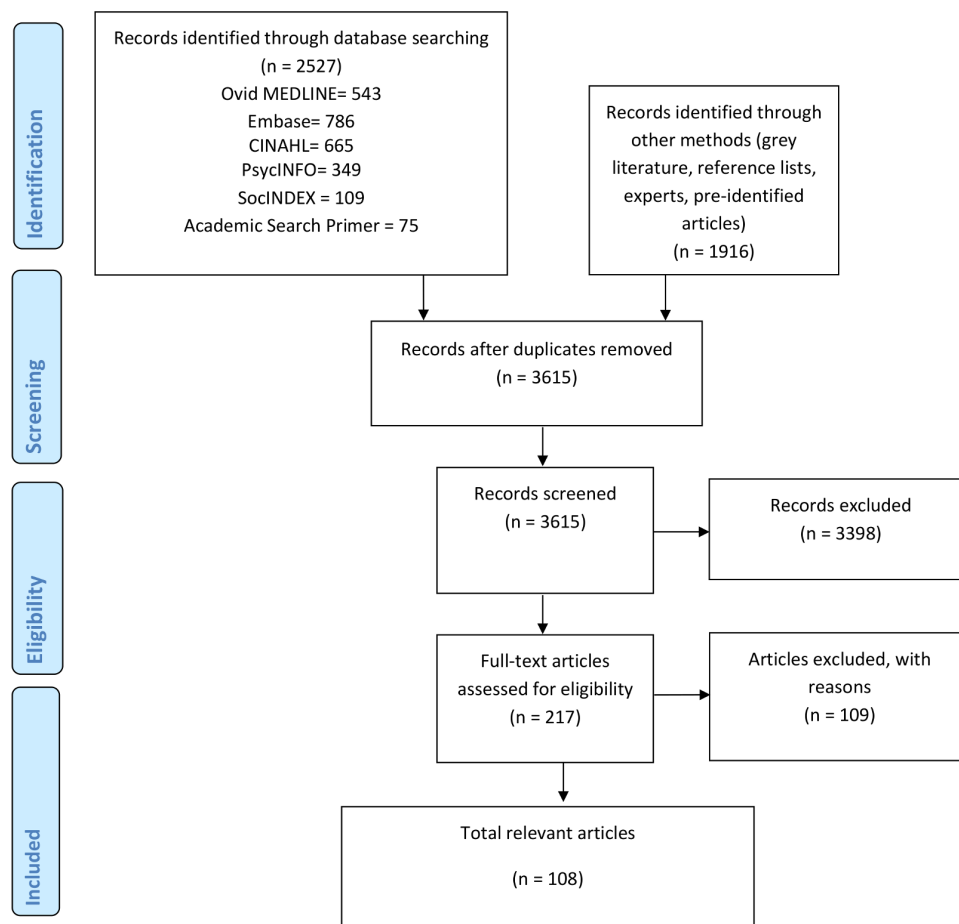 Identification
Records identified through database searching
(n = 2527)
Ovid MEDLINE= 543
Embase= 786
CINAHL= 665
PsycINFO= 349
SocINDEX = 109
Academic Search Primer = 75
Records identified through
other methods (grey
literature, reference lists,
experts, pre-identified
articles)
(n = 1916)
Screening
Records after duplicates removed
(n = 3615)
Records screened
(n = 3615)
Records excluded
(n = 3398)
Eligibility
Full-text articles
assessed for eligibility
(n = 217)
Articles excluded, with
reasons
(n = 109)
Included
Total relevant articles
(n = 108)